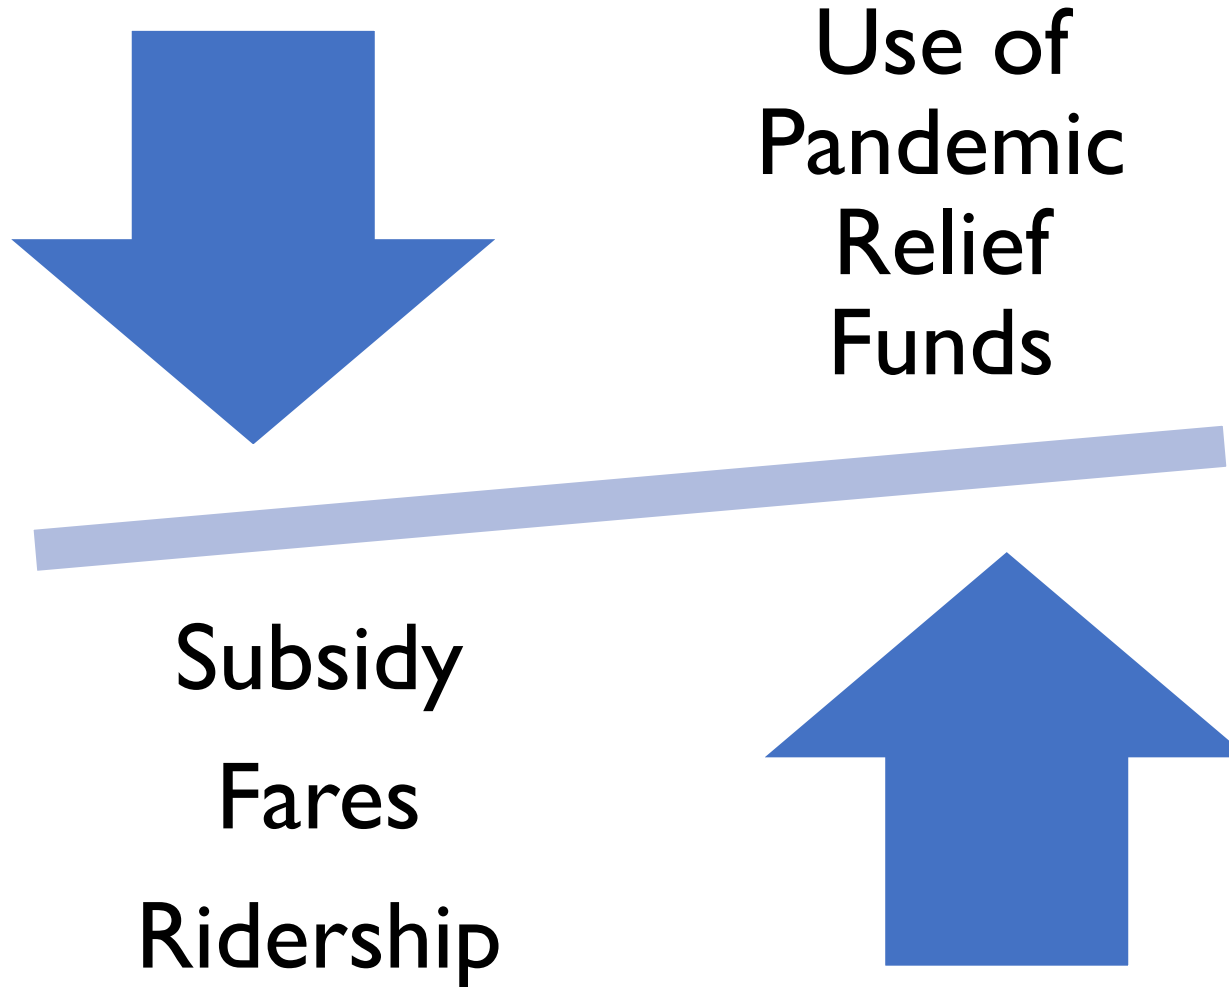 Use of
Pandemic
Relief
Funds
Subsidy
Fares
Ridership